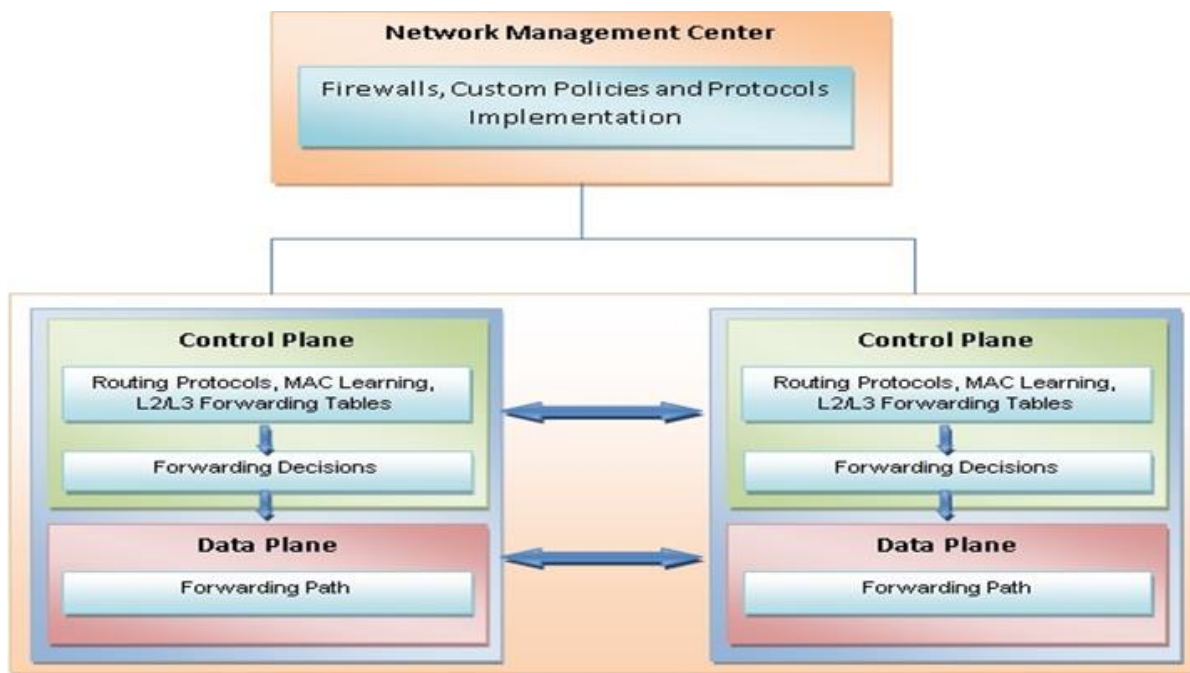 Network Management Center
Firewalls, Custom Policies and Protocols
Implementation
Control Plane
Routing Protocols, MAC Learning,
L2/L3 Forwarding Tables
Forwarding Decisions
Data Plane
Forwarding Path
Control Plane
Routing Protocols, MAC Learning,
L2/L3 Forwarding Tables
Forwarding Decisions
Data Plane
Forwarding Path